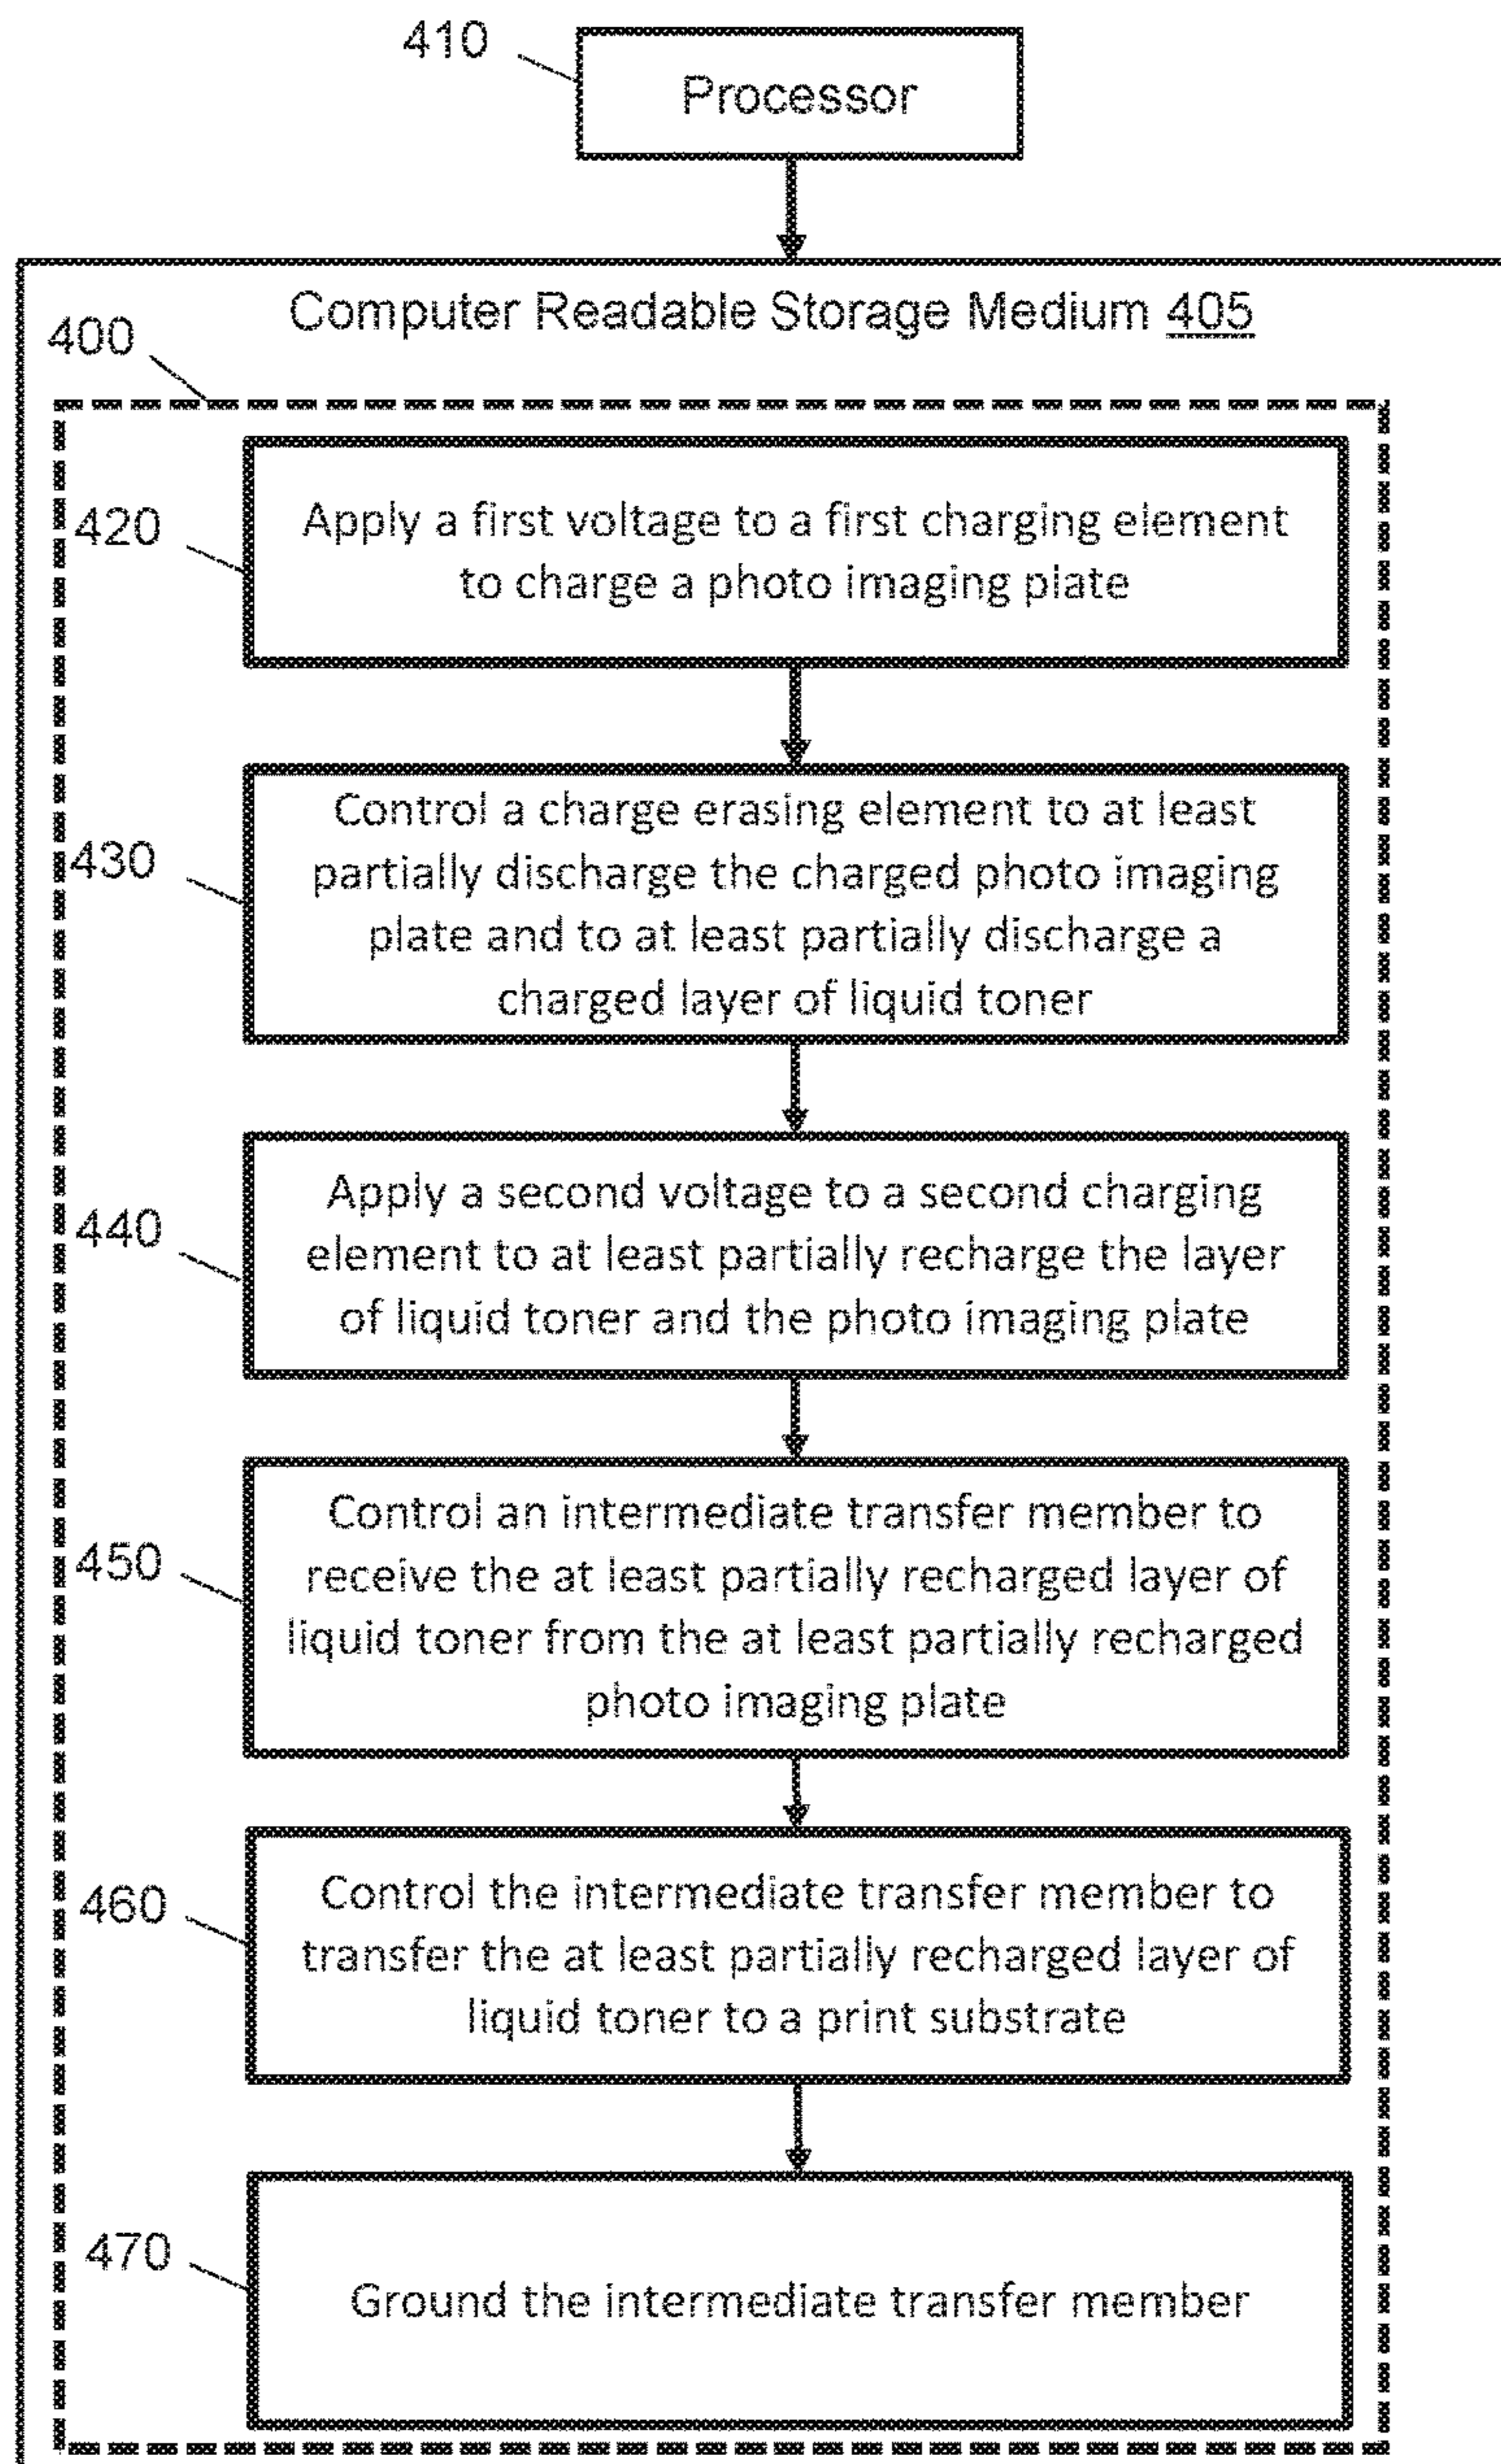 410
Processor
Computer Readable Storage Medium 405
400
420
Apply a first voltage to a first charging element
to charge a photo imaging plate
430
Control a charge erasing element to at least
partially discharge the charged photo imaging
plate and to at least partially discharge a
charged layer of liquid toner
440
Apply a second voltage to a second charging
element to at least partially recharge the layer
of liquid toner and the photo imaging plate
450
Control an intermediate transfer member to
receive the at least partially recharged layer of
liquid toner from the at least partially recharged
photo imaging plate
460
Control the intermediate transfer member to
transfer the at least partially recharged layer of
liquid toner to a print substrate
470
Ground the intermediate transfer member